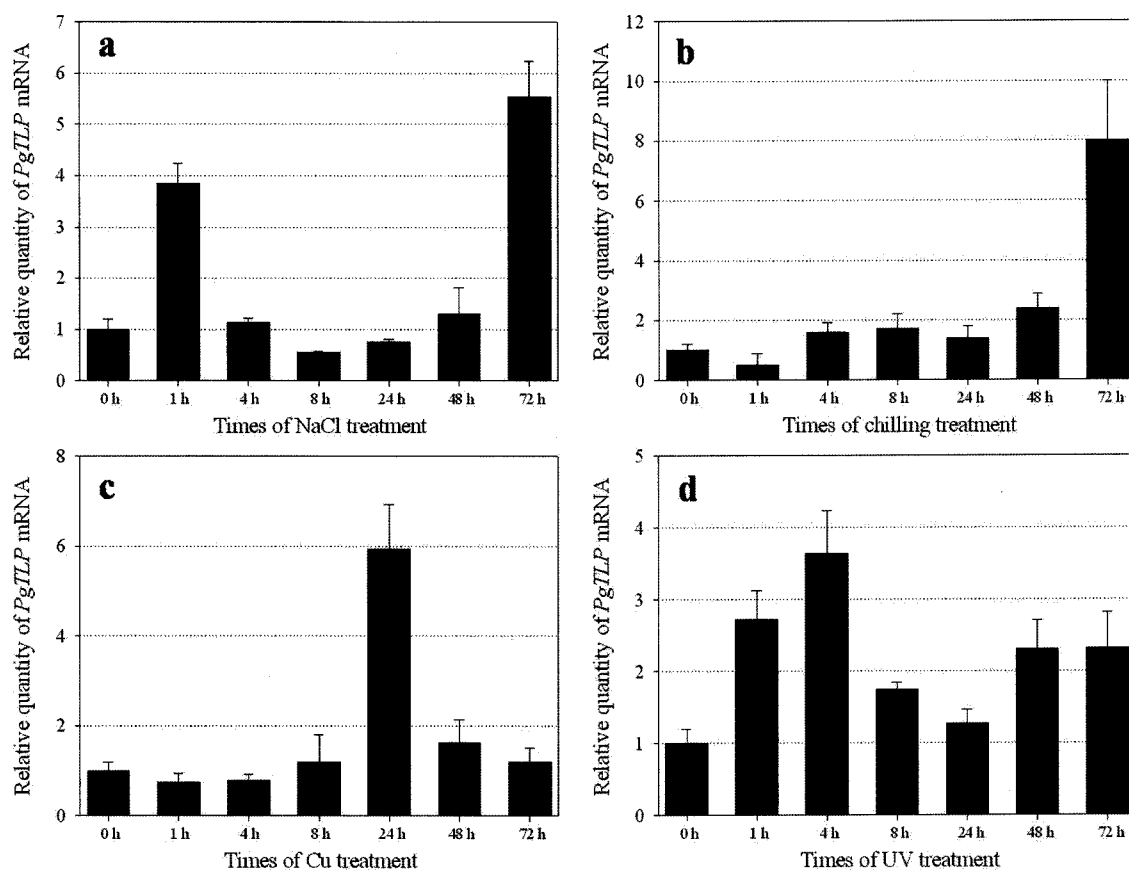 a
Relative quantity of PgTLP mRNA
7
6
5
4
3
2
1
0
0 h 1 h 4 h 8 h 24 h 48 h 72 h
Times of NaCl treatment
b
Relative quantity of PgTLP mRNA
12
10
8
6
4
2
0
0 h 1 h 4 h 8 h 24 h 48 h 72 h
Times of chilling treatment
c
Relative quantity of PgTLP mRNA
8
6
4
2
0
0 h 1 h 4 h 8 h 24 h 48 h 72 h
Times of Cu treatment
d
Relative quantity of PgTLP mRNA
5
4
3
2
1
0
0 h 1 h 4 h 8 h 24 h 48 h 72 h
Times of UV treatment